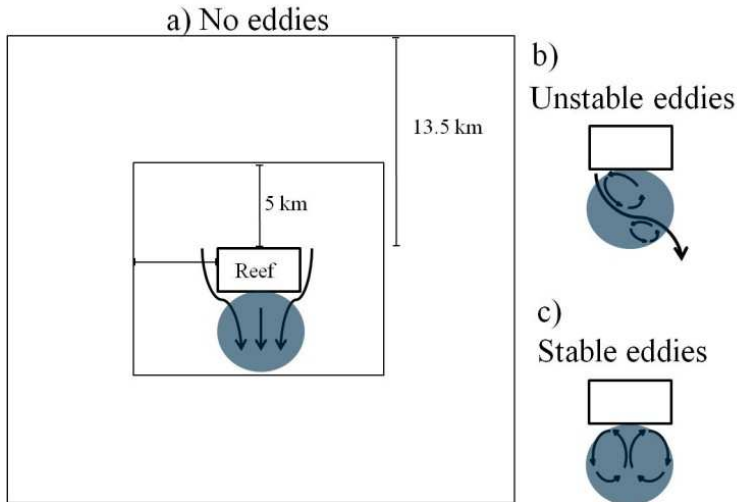 a) No eddies
13.5 km
5 km
Reef
b)
Unstable eddies
c)
Stable eddies